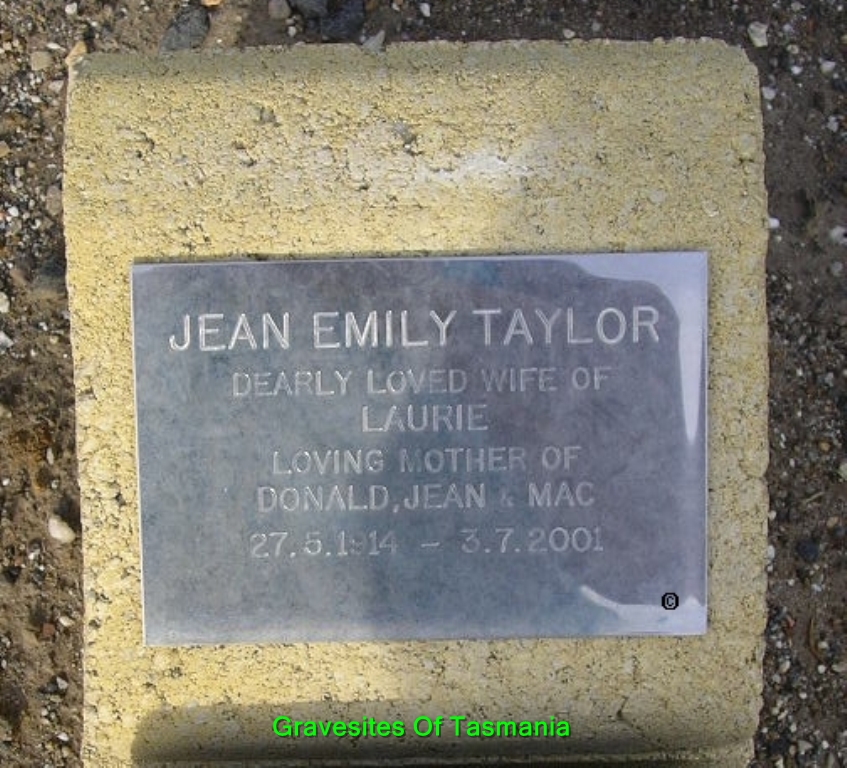 JEAN EMILY TAYLOR
DEARLY LOVED WIFE OF
LAURIE
LOVING MOTHER OF
DONALD, JEAN & MAC
27.5.1914 - 3.7.2001
©
Gravesites Of Tasmania